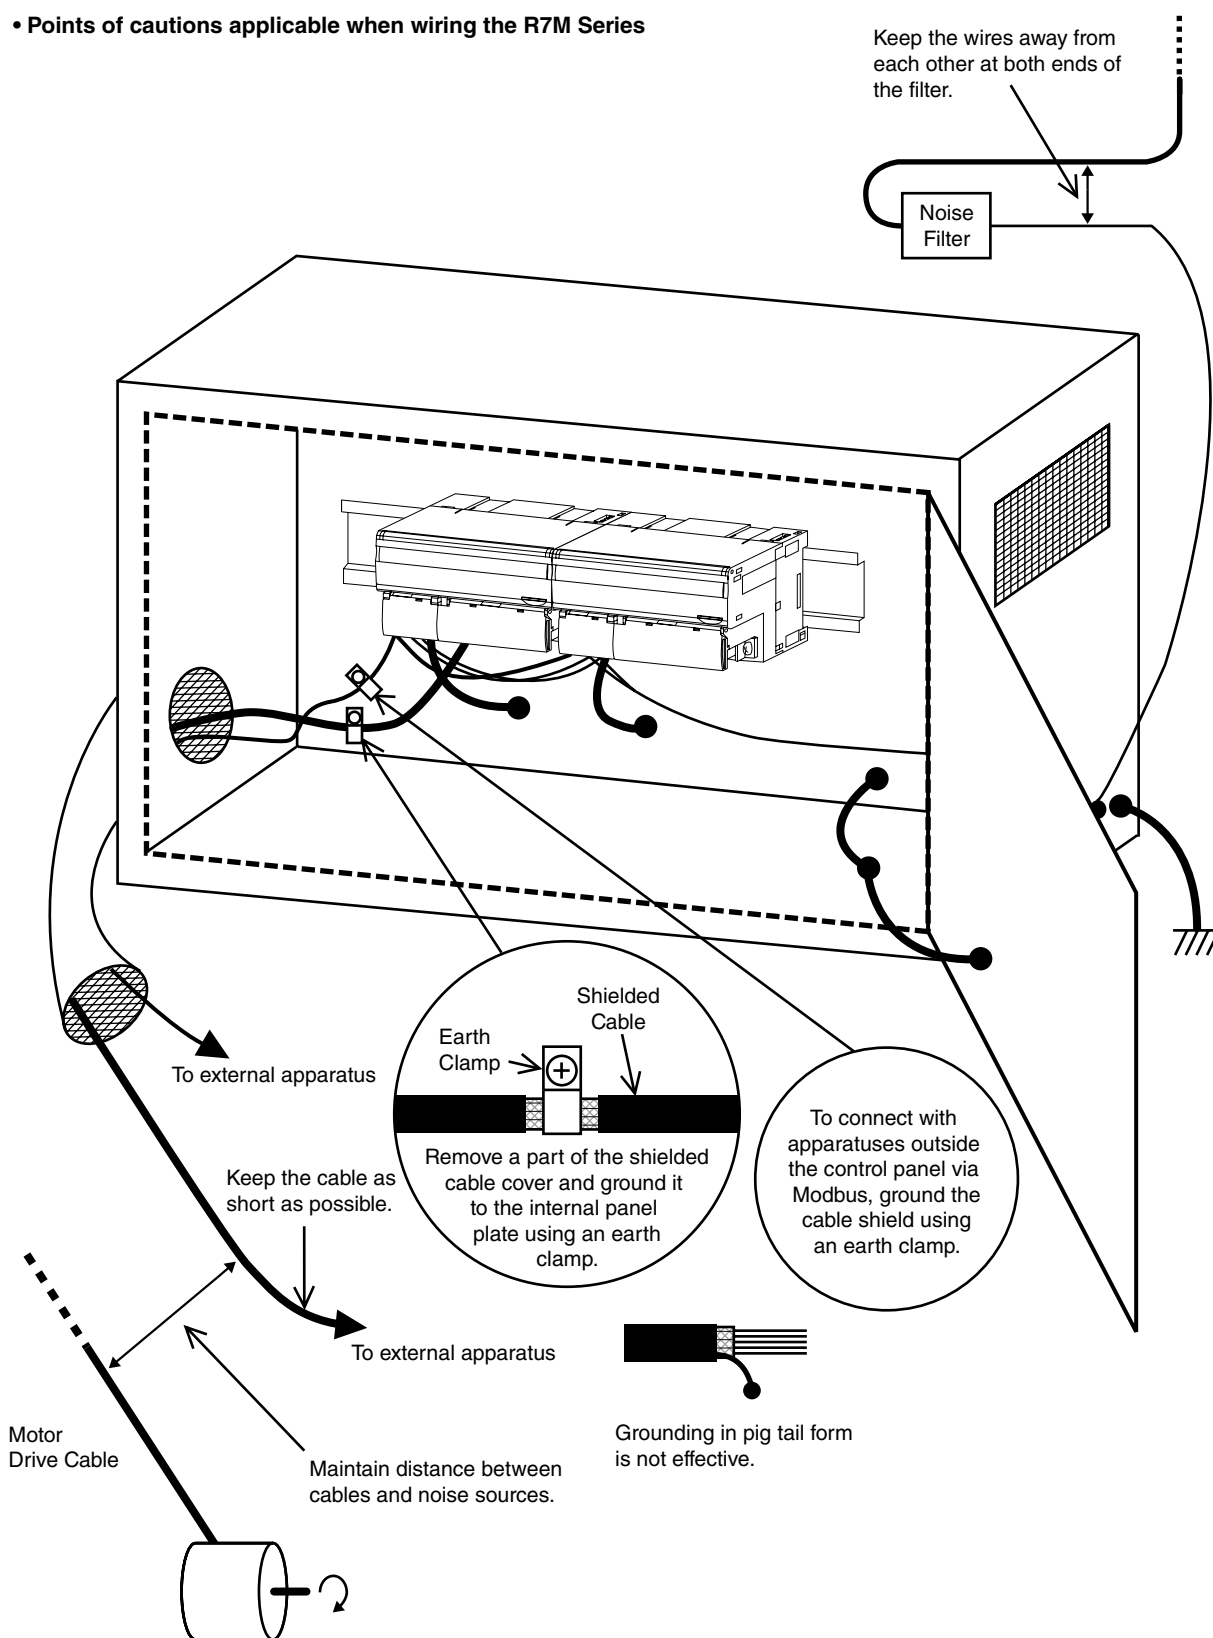 • Points of cautions applicable when wiring the R7M Series
Keep the wires away from
each other at both ends of
the filter.
Noise
Filter
Shielded
Cable
Earth
Clamp
To external apparatus
Remove a part of the shielded
cable cover and ground it
to the internal panel
plate using an earth
clamp.
To connect with
apparatuses outside
the control panel via
Modbus, ground the
cable shield using
an earth clamp.
Keep the cable as
short as possible.
To external apparatus
Motor
Drive Cable
Maintain distance between
cables and noise sources.
Grounding in pig tail form
is not effective.